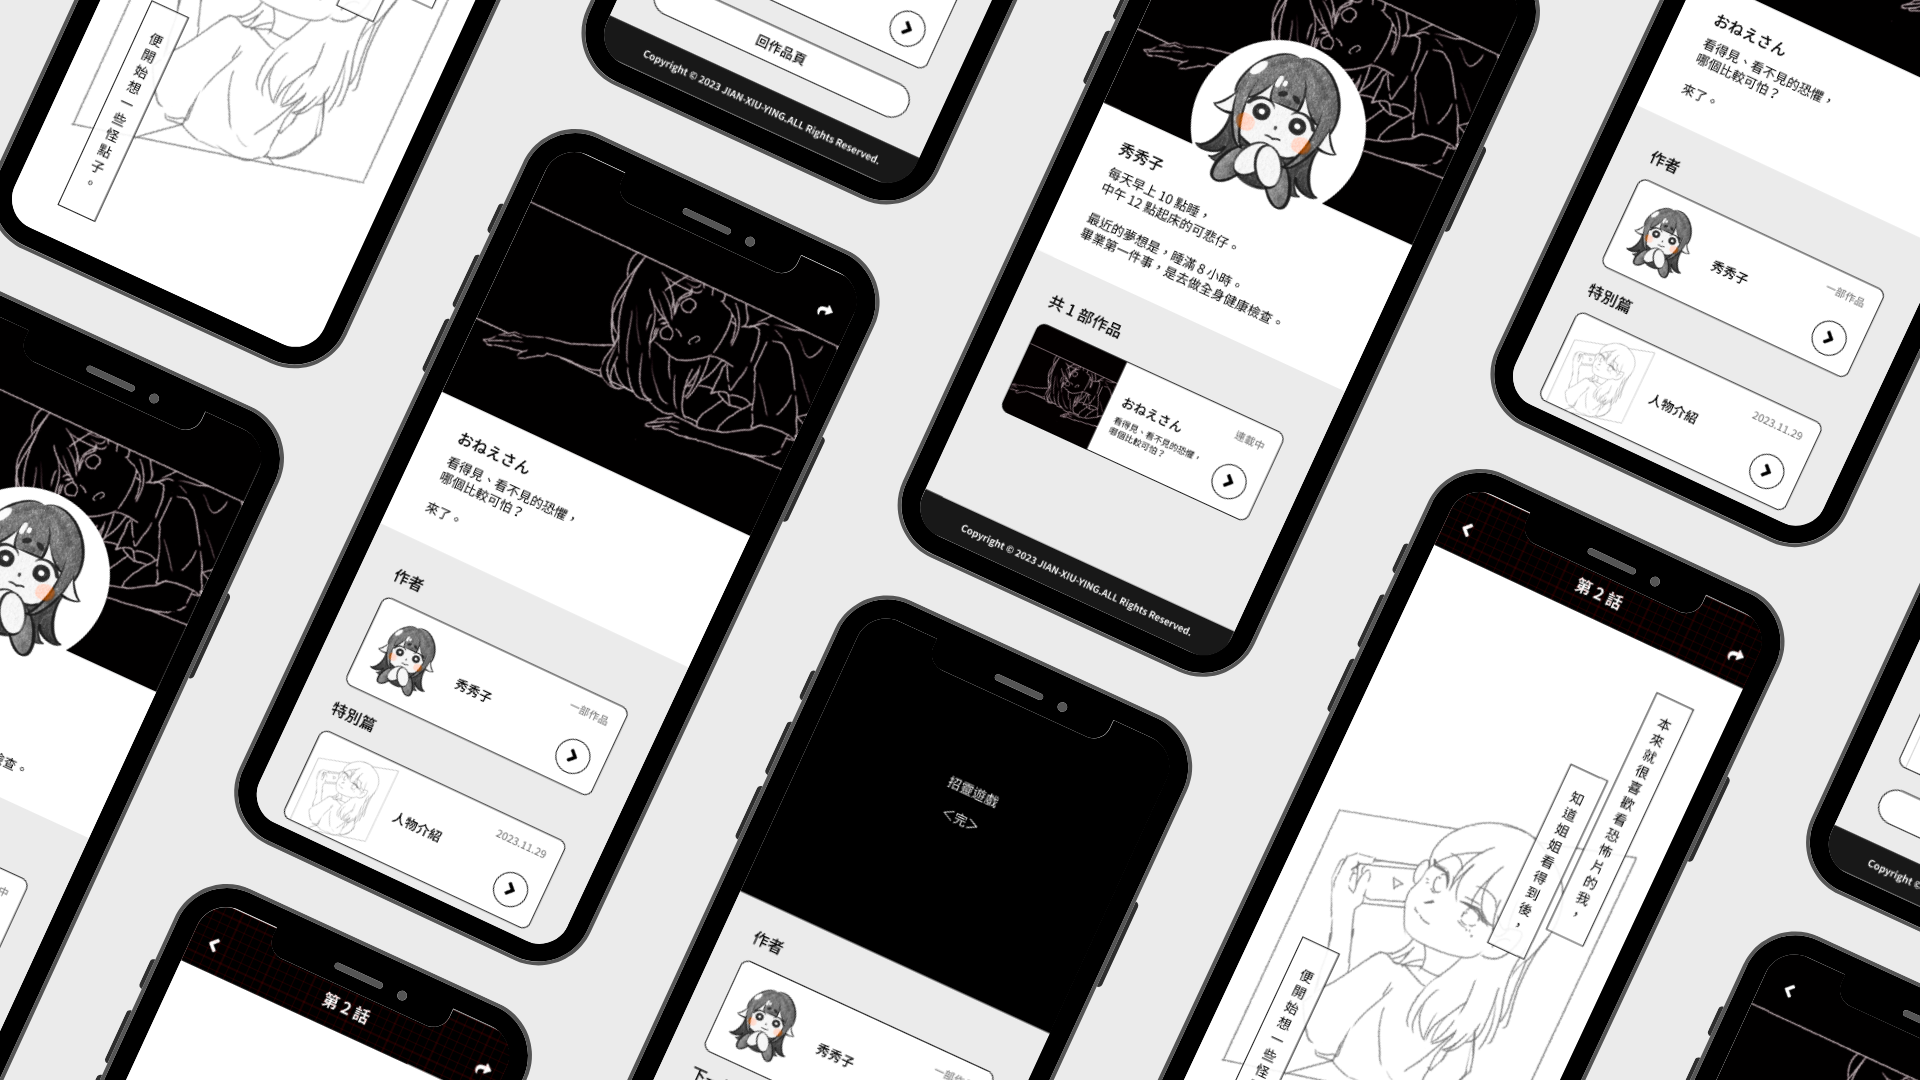 便開始想一些怪點子。
回作品頁
Copyright © 2023 JIAN-XIU-YING.ALL Rights Reserved.
秀秀子
每天早上 10 點睡，
中午 12 點起床的可悲仔。
最近的夢想是，睡滿 8 小時。
畢業第一件事，是去做全身健康檢查。
共 1 部作品
おねえさん
看得見、看不見的恐懼，
哪個比較可怕？
連載中
Copyright © 2023 JIAN-XIU-YING.ALL Rights Reserved.
おねえさん
看得見、看不見的恐懼，
哪個比較可怕？
來了。
作者
秀秀子
一部作品
特別篇
人物介紹
2023.11.29
查。
中
おねえさん
看得見、看不見的恐懼，
哪個比較可怕？
來了。
作者
秀秀子
一部作品
特別篇
人物介紹
2023.11.29
第 2 話
招靈遊戲
<完>
作者
秀秀子
一部作
第 2 話
本來就很喜歡看恐怖片的我，
知道姐姐看得到後，
便開始想一些怪
Copyright ©